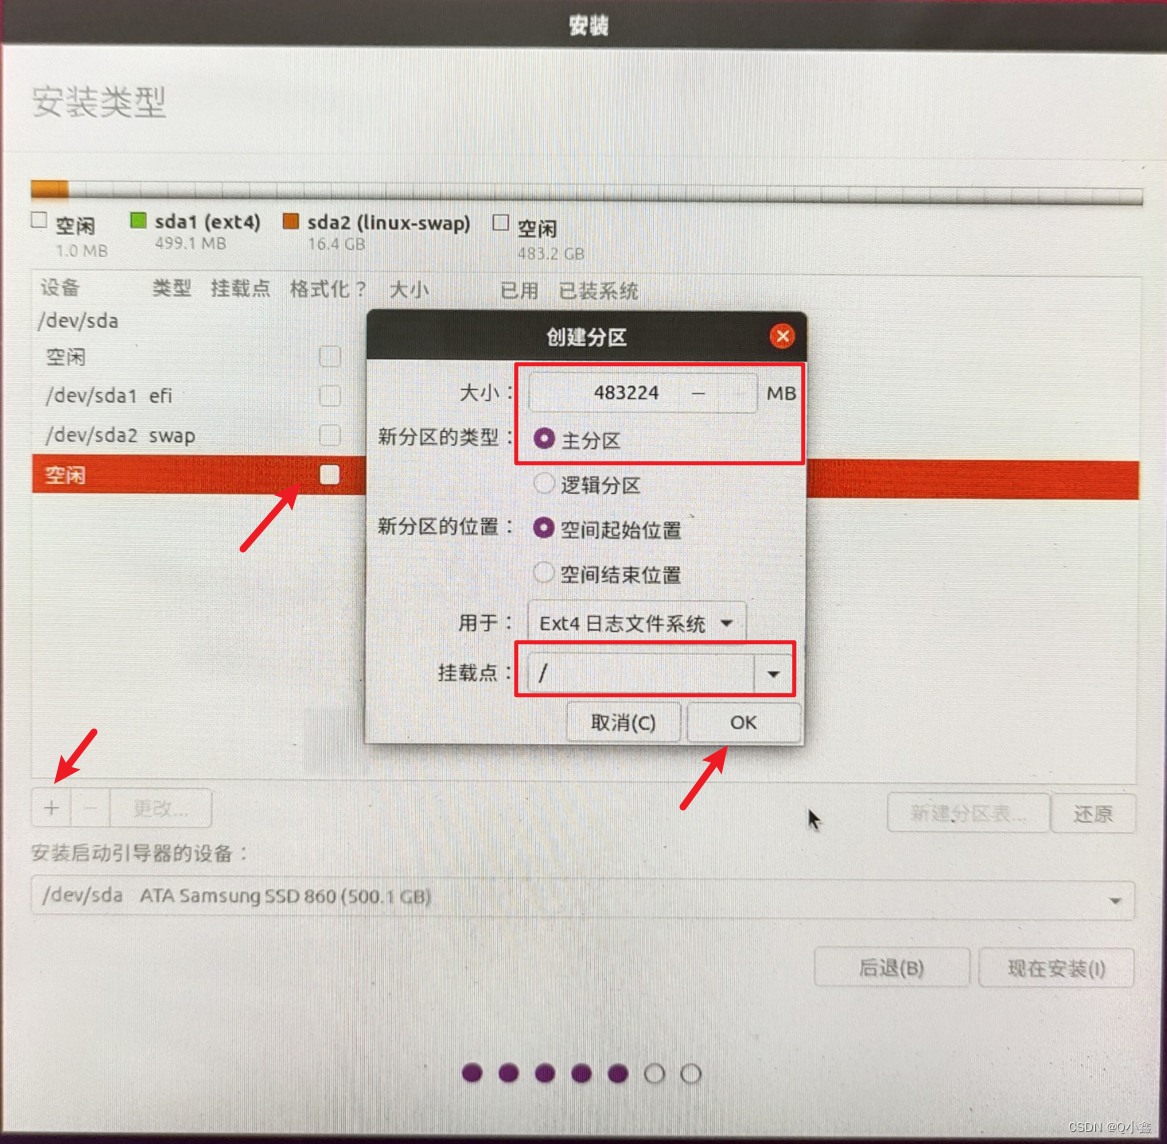 安装
安装类型
空闲 sda1 (ext4) sda2 (linux-swap) 空闲
1.0 MB 499.1 MB 16.4 GB 483.2 GB
设备 类型 挂载点 格式化？ 大小 已用 已装系统
/dev/sda
空闲
/dev/sda1 efi
/dev/sda2 swap
空闲
创建分区
大小： 483224 − MB
新分区的类型： 主分区
逻辑分区
新分区的位置： 空间起始位置
空间结束位置
用于： Ext4 日志文件系统
挂载点： /
取消(C) OK
+ − 更改... 新建分区表... 还原
安装启动引导器的设备：
/dev/sda ATA Samsung SSD 860 (500.1 GB)
后退(B) 现在安装(I)
CSDN @Q小鑫